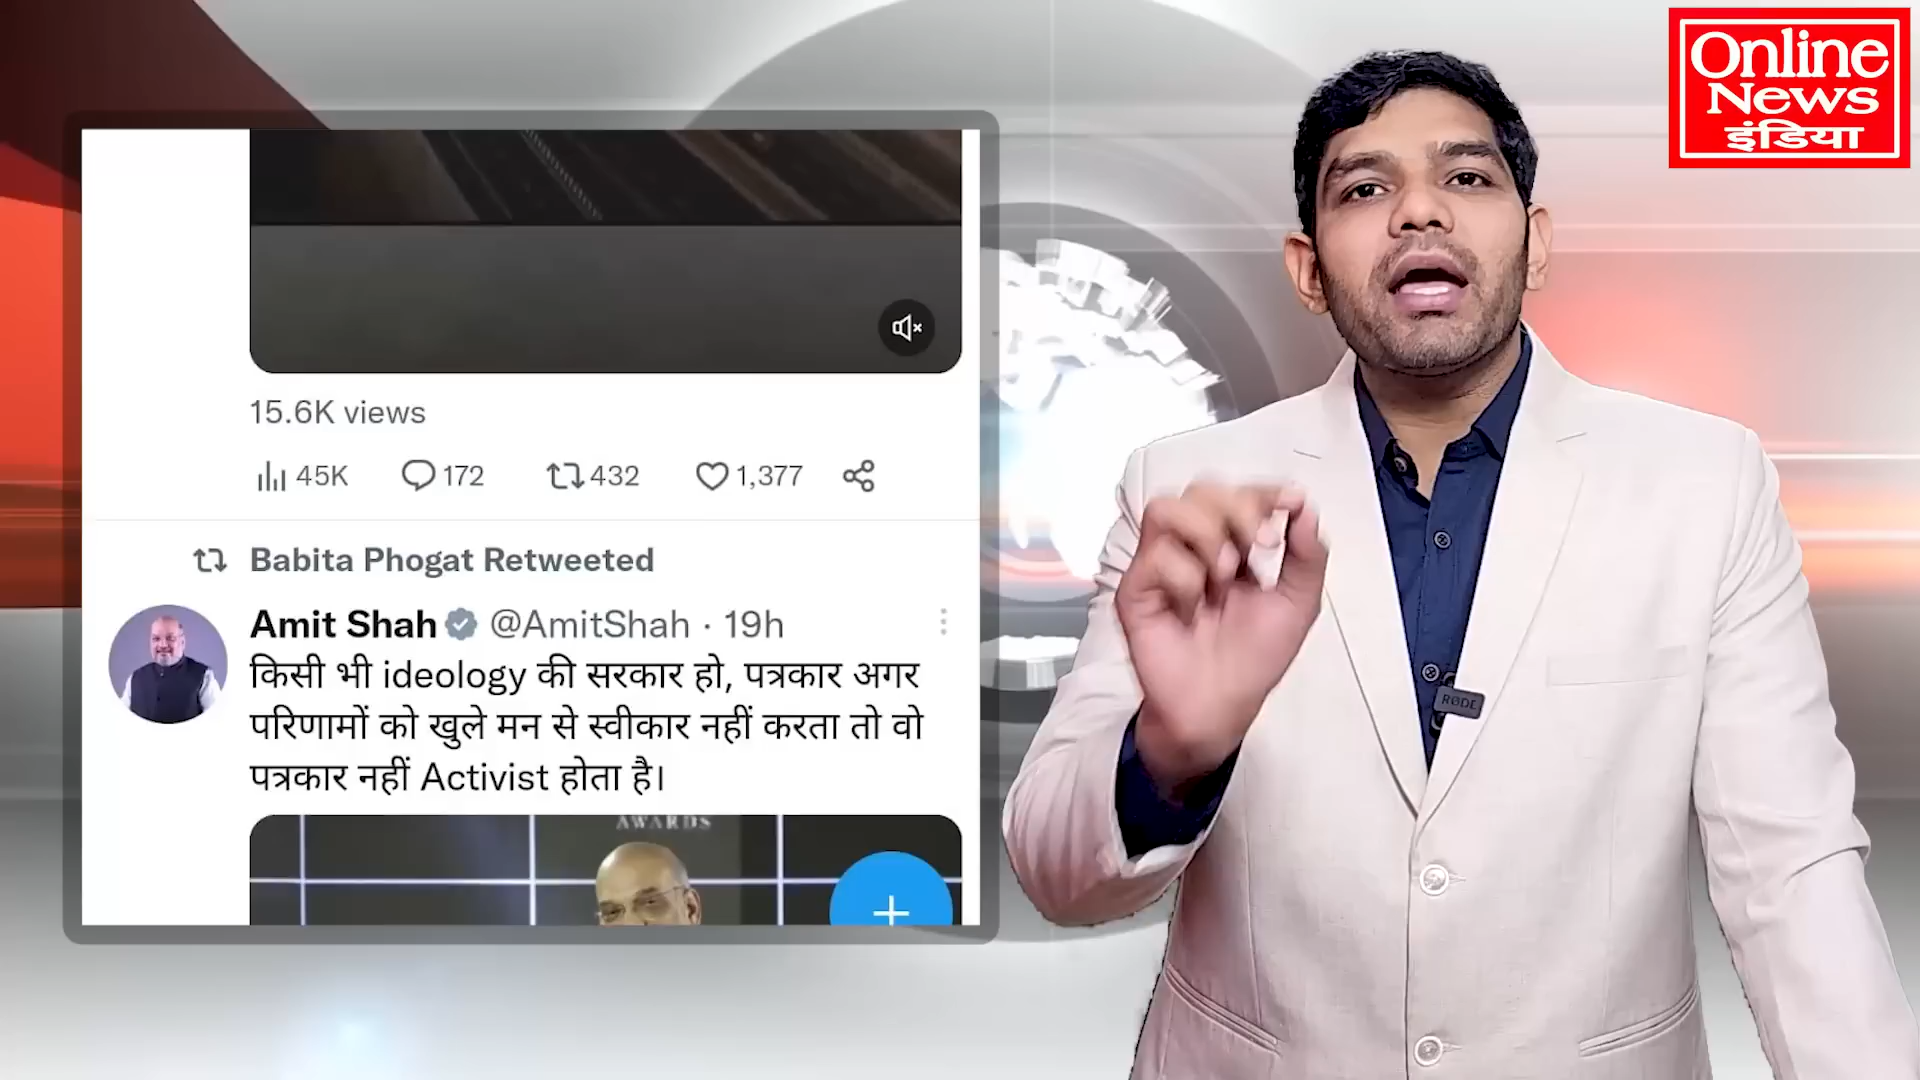 Online
News
इंडिया
15.6K views
45K 172 432 1,377
Babita Phogat Retweeted
Amit Shah @AmitShah · 19h
किसी भी ideology की सरकार हो, पत्रकार अगर
परिणामों को खुले मन से स्वीकार नहीं करता तो वो
पत्रकार नहीं Activist होता है।
AWARDS
RØDE